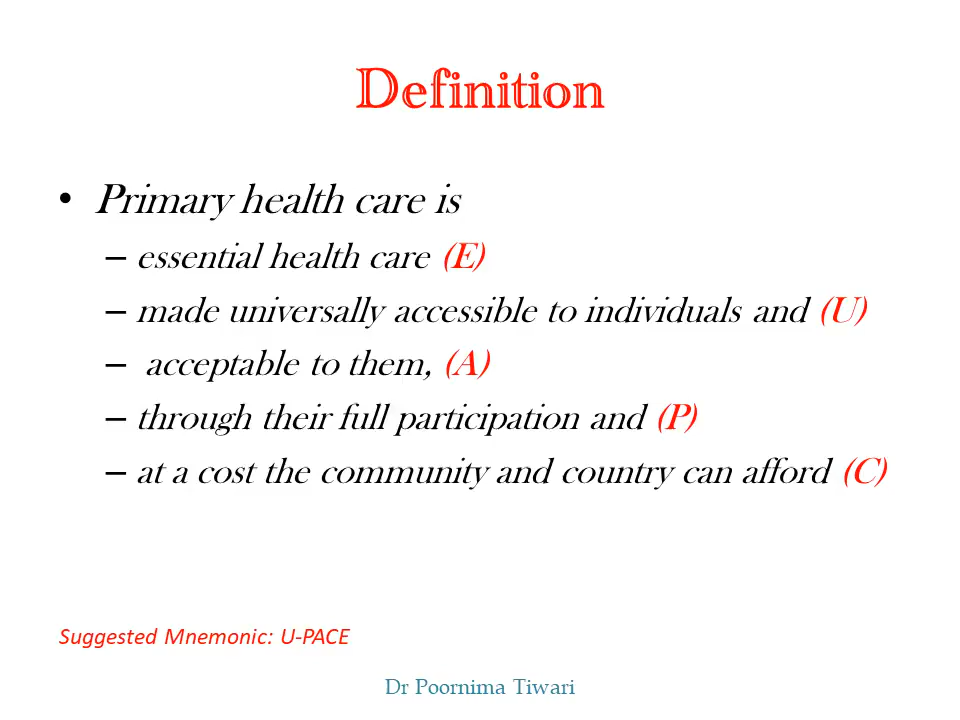 Definition
• Primary health care is
– essential health care (E)
– made universally accessible to individuals and (U)
– acceptable to them, (A)
– through their full participation and (P)
– at a cost the community and country can afford (C)
Suggested Mnemonic: U-PACE
Dr Poornima Tiwari